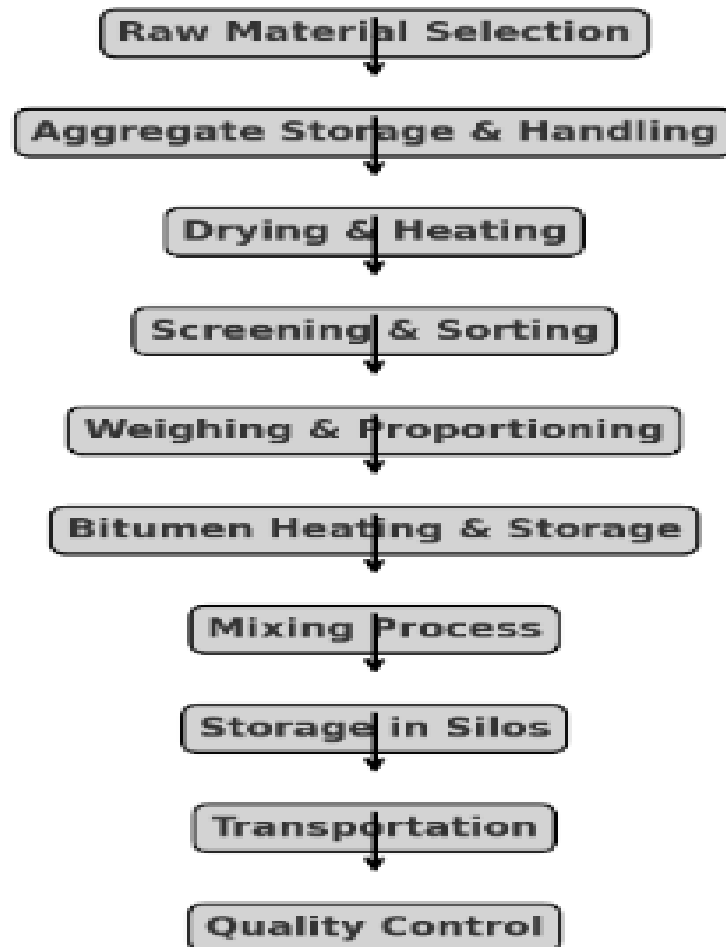 Raw Material Selection
Aggregate Storage & Handling
Drying & Heating
Screening & Sorting
Weighing & Proportioning
Bitumen Heating & Storage
Mixing Process
Storage in Silos
Transportation
Quality Control